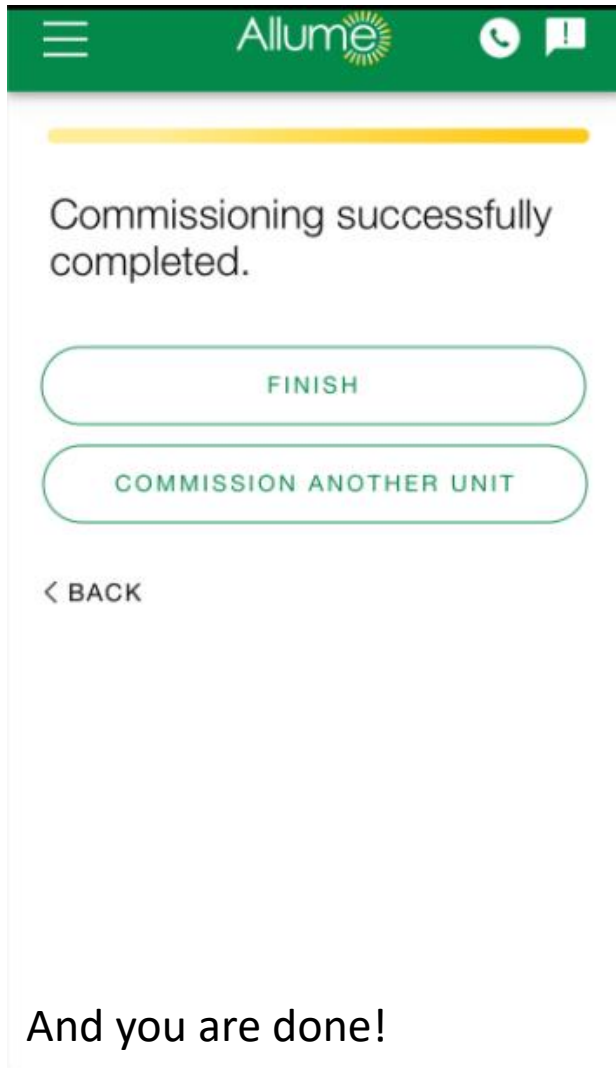 Allume
Commissioning successfully
completed.
FINISH
COMMISSION ANOTHER UNIT
< BACK
And you are done!